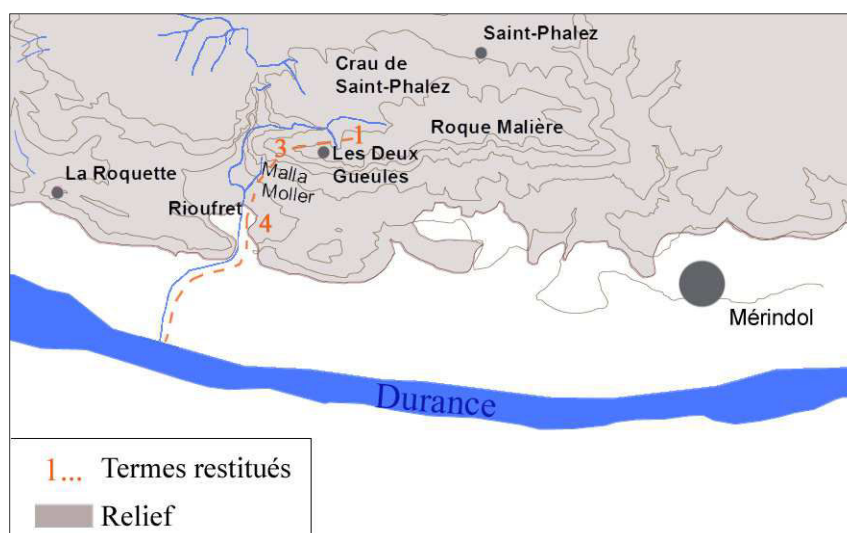 Saint-Phalez
Crau de
Saint-Phalez
Roque Malière
1
3
Les Deux
Gueules
La Roquette
Malla
Moller
Rioufret
4
Mérindol
Durance
1... Termes restitués
Relief